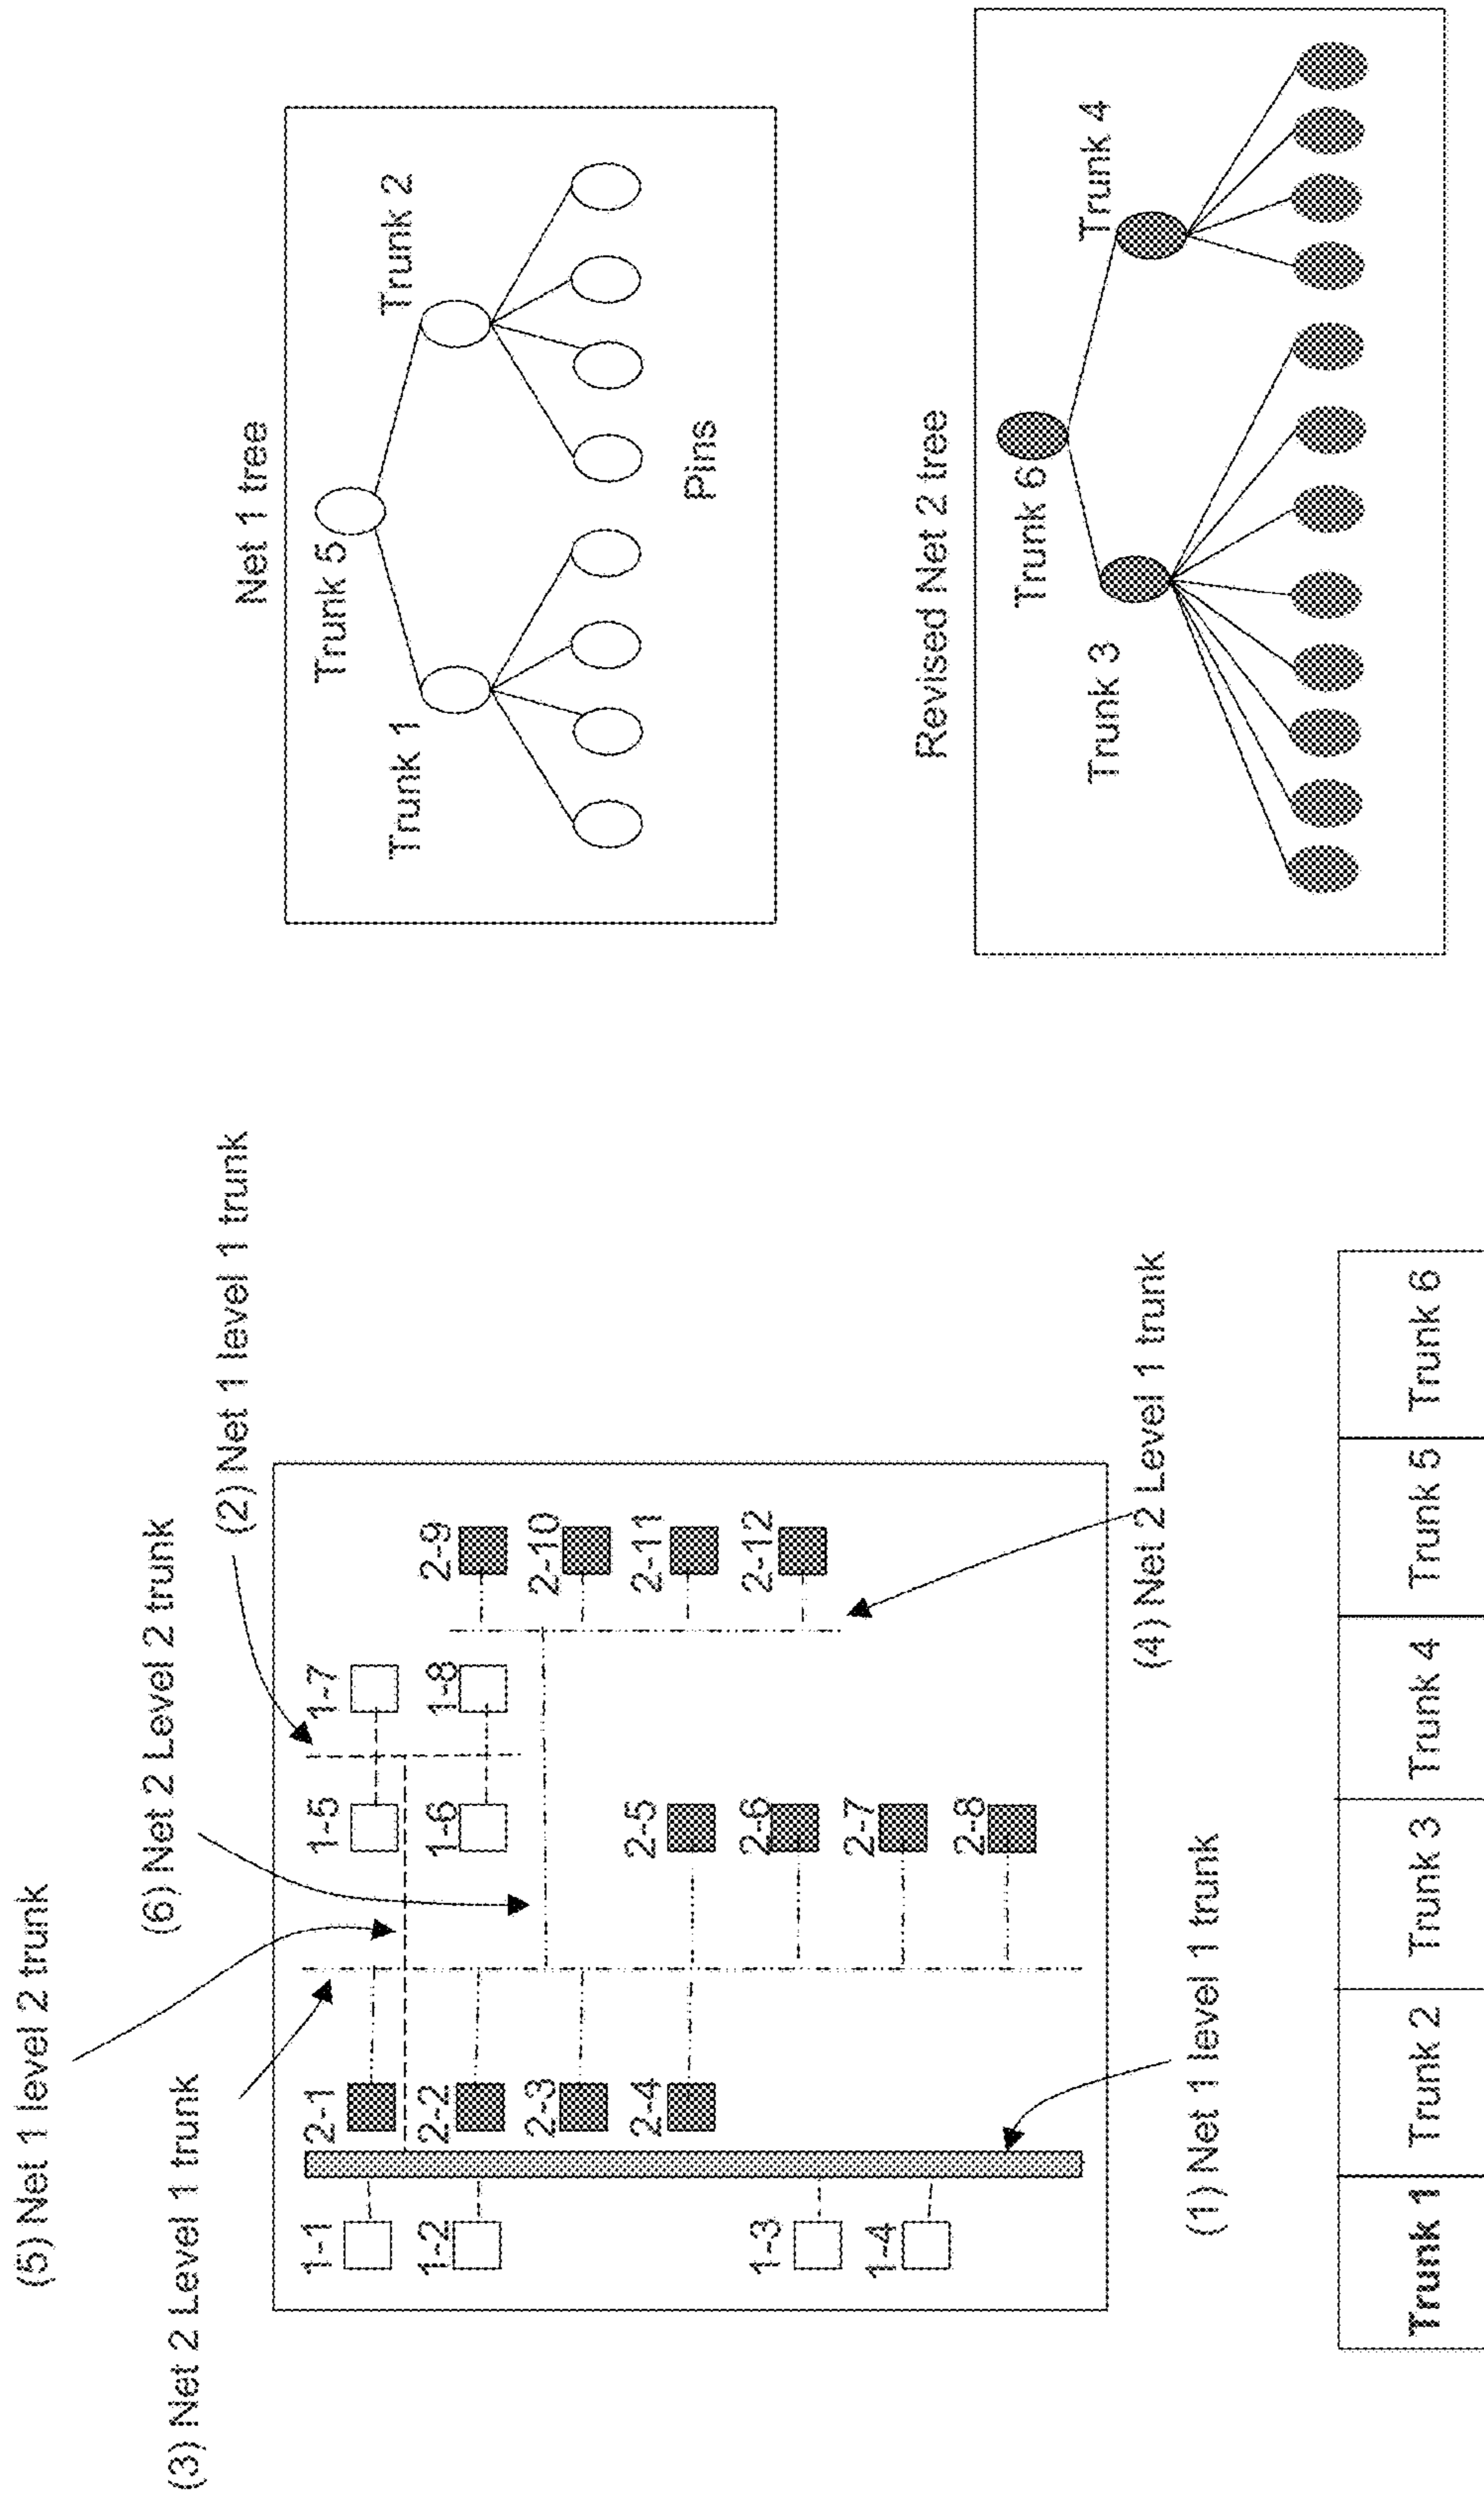 (5) Net 1 level 2 trunk
(6) Net 2 Level 2 trunk
(3) Net 2 Level 1 trunk
(2) Net 1 level 1 trunk
1-1
2-1
1-5
1-7
1-2
2-2
1-6
1-8
2-9
2-3
2-10
2-4
2-5
2-11
1-3
2-6
2-12
1-4
2-7
2-8
(1) Net 1 level 1 trunk
(4) Net 2 Level 1 trunk
Trunk 1
Trunk 2
Trunk 3
Trunk 4
Trunk 5
Trunk 6
Net 1 tree
Trunk 5
Trunk 1
Trunk 2
Pins
Revised Net 2 tree
Trunk 6
Trunk 3
Trunk 4